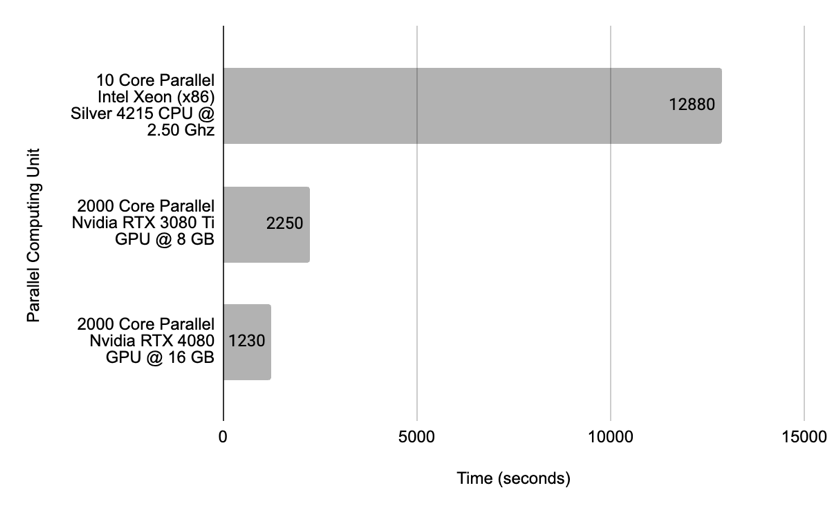 Parallel Computing Unit
10 Core Parallel
Intel Xeon (x86)
Silver 4215 CPU @
2.50 Ghz
12880
2000 Core Parallel
Nvidia RTX 3080 Ti
GPU @ 8 GB
2250
2000 Core Parallel
Nvidia RTX 4080
GPU @ 16 GB
1230
0
5000
10000
15000
Time (seconds)